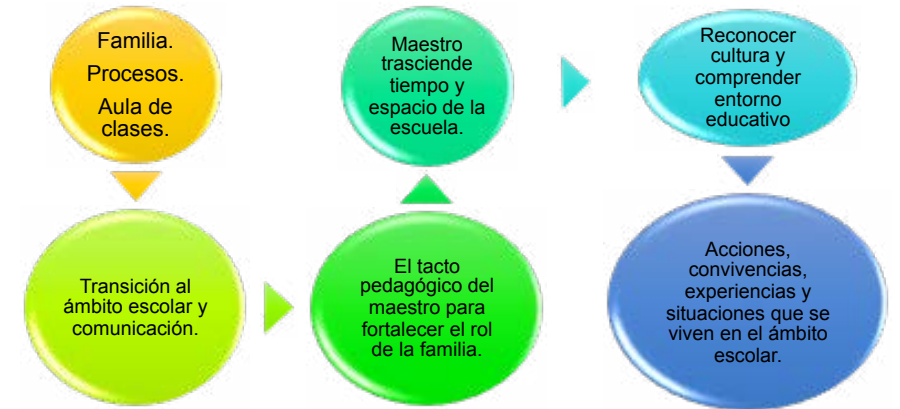 Familia.
Procesos.
Aula de
clases.
Transición al
ámbito escolar y
comunicación.
El tacto
pedagógico del
maestro para
fortalecer el rol
de la familia.
Maestro
trasciende
tiempo y
espacio de la
escuela.
Reconocer
cultura y
comprender
entorno
educativo
Acciones,
convivencias,
experiencias y
situaciones que se
viven en el ámbito
escolar.